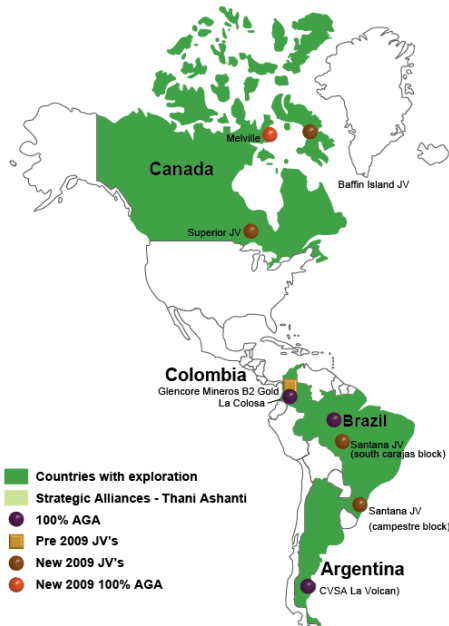 Melville
Canada
Baffin Island JV
Superior JV
Colombia
Glencore Mineros B2 Gold
La Colosa
Brazil
Santana JV
(south carajas block)
Santana JV
(campestre block)
Argentina
CVSA La Volcan)
Countries with exploration
Strategic Alliances - Thani Ashanti
100% AGA
Pre 2009 JV's
New 2009 JV's
New 2009 100% AGA